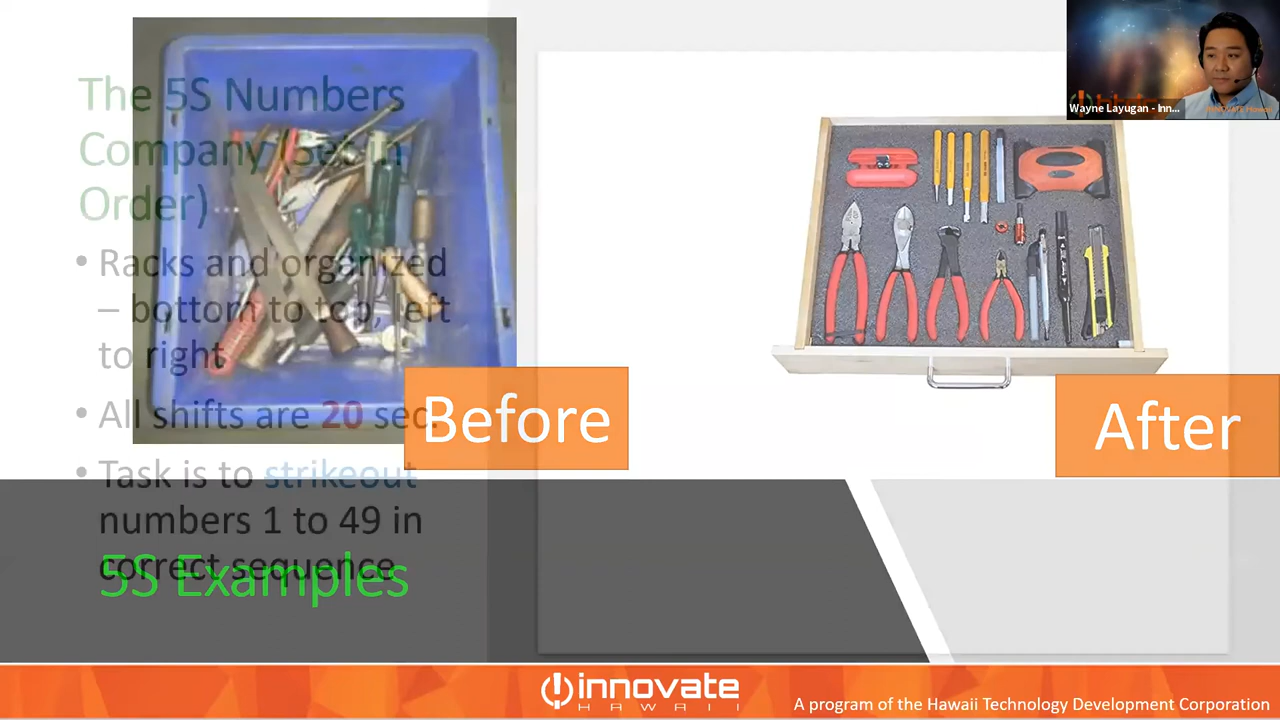 The 5S Numbers
Company (Set in
Order)...
• Racks and organized
– bottom to top, left
to right
• All shifts are 20 sec.
• Task is to strikeout
numbers 1 to 49 in
correct sequence
Before
After
5S Examples
Wayne Layugan - Inn...
INNOVATE Hawaii
innovate
HAWAII
A program of the Hawaii Technology Development Corporation